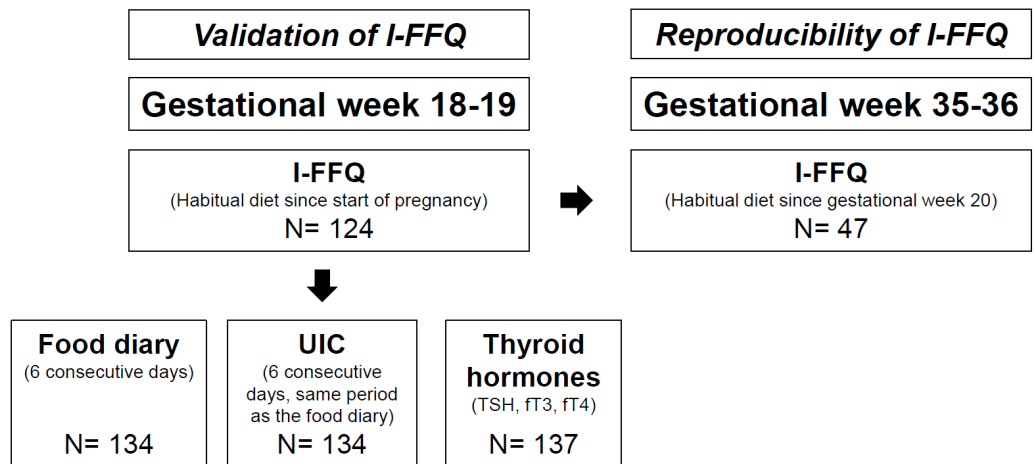 Validation of I-FFQ
Reproducibility of I-FFQ
Gestational week 18-19
Gestational week 35-36
I-FFQ
(Habitual diet since start of pregnancy)
N= 124
I-FFQ
(Habitual diet since gestational week 20)
N= 47
Food diary
(6 consecutive days)
N= 134
UIC
(6 consecutive
days, same period
as the food diary)
N= 134
Thyroid
hormones
(TSH, fT3, fT4)
N= 137